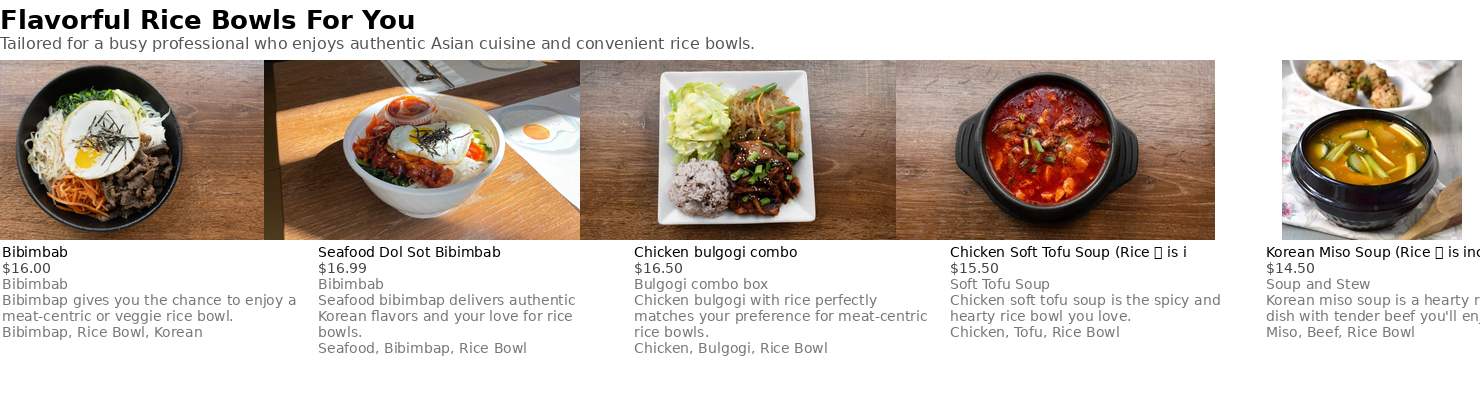 Flavorful Rice Bowls For You
Tailored for a busy professional who enjoys authentic Asian cuisine and convenient rice bowls.
Bibimbab
$16.00
Bibimbab
Bibimbap gives you the chance to enjoy a
meat-centric or veggie rice bowl.
Bibimbap, Rice Bowl, Korean
Seafood Dol Sot Bibimbab
$16.99
Bibimbab
Seafood bibimbap delivers authentic
Korean flavors and your love for rice
bowls.
Seafood, Bibimbap, Rice Bowl
Chicken bulgogi combo
$16.50
Bulgogi combo box
Chicken bulgogi with rice perfectly
matches your preference for meat-centric
rice bowls.
Chicken, Bulgogi, Rice Bowl
Chicken Soft Tofu Soup (Rice is i
$15.50
Soft Tofu Soup
Chicken soft tofu soup is the spicy and
hearty rice bowl you love.
Chicken, Tofu, Rice Bowl
Korean Miso Soup (Rice is inc
$14.50
Soup and Stew
Korean miso soup is a hearty r
dish with tender beef you'll en
Miso, Beef, Rice Bowl